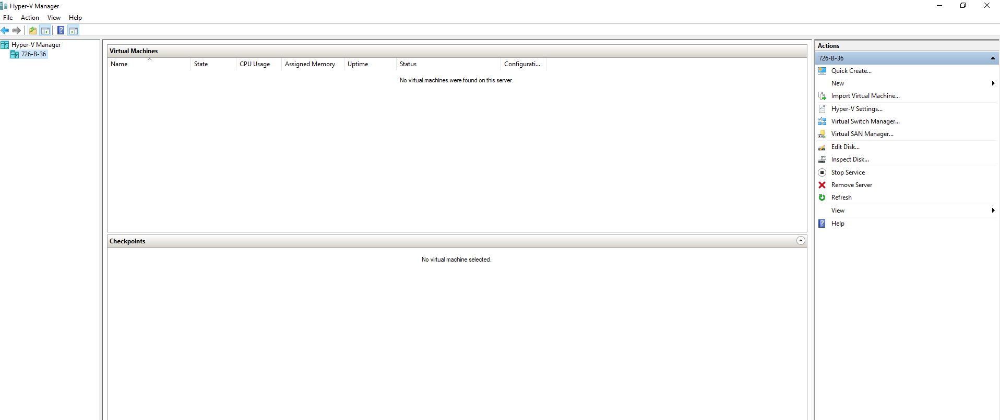 Hyper-V Manager
File Action View Help
Hyper-V Manager
726-B-36
Virtual Machines
Name State CPU Usage Assigned Memory Uptime Status Configurati...
No virtual machines were found on this server.
Checkpoints
No virtual machine selected.
Actions
726-B-36
Quick Create...
New
Import Virtual Machine...
Hyper-V Settings...
Virtual Switch Manager...
Virtual SAN Manager...
Edit Disk...
Inspect Disk...
Stop Service
Remove Server
Refresh
View
Help